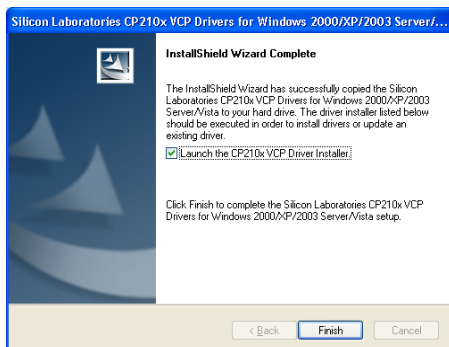 Silicon Laboratories CP210x VCP Drivers for Windows 2000/XP/2003 Server/...
InstallShield Wizard Complete
The InstallShield Wizard has successfully copied the Silicon
Laboratories CP210x VCP Drivers for Windows 2000/XP/2003
Server/Vista to your hard drive. The driver installer listed below
should be executed in order to install drivers or update an
existing driver.
Launch the CP210x VCP Driver Installer.
Click Finish to complete the Silicon Laboratories CP210x VCP
Drivers for Windows 2000/XP/2003 Server/Vista setup.
< Back Finish Cancel